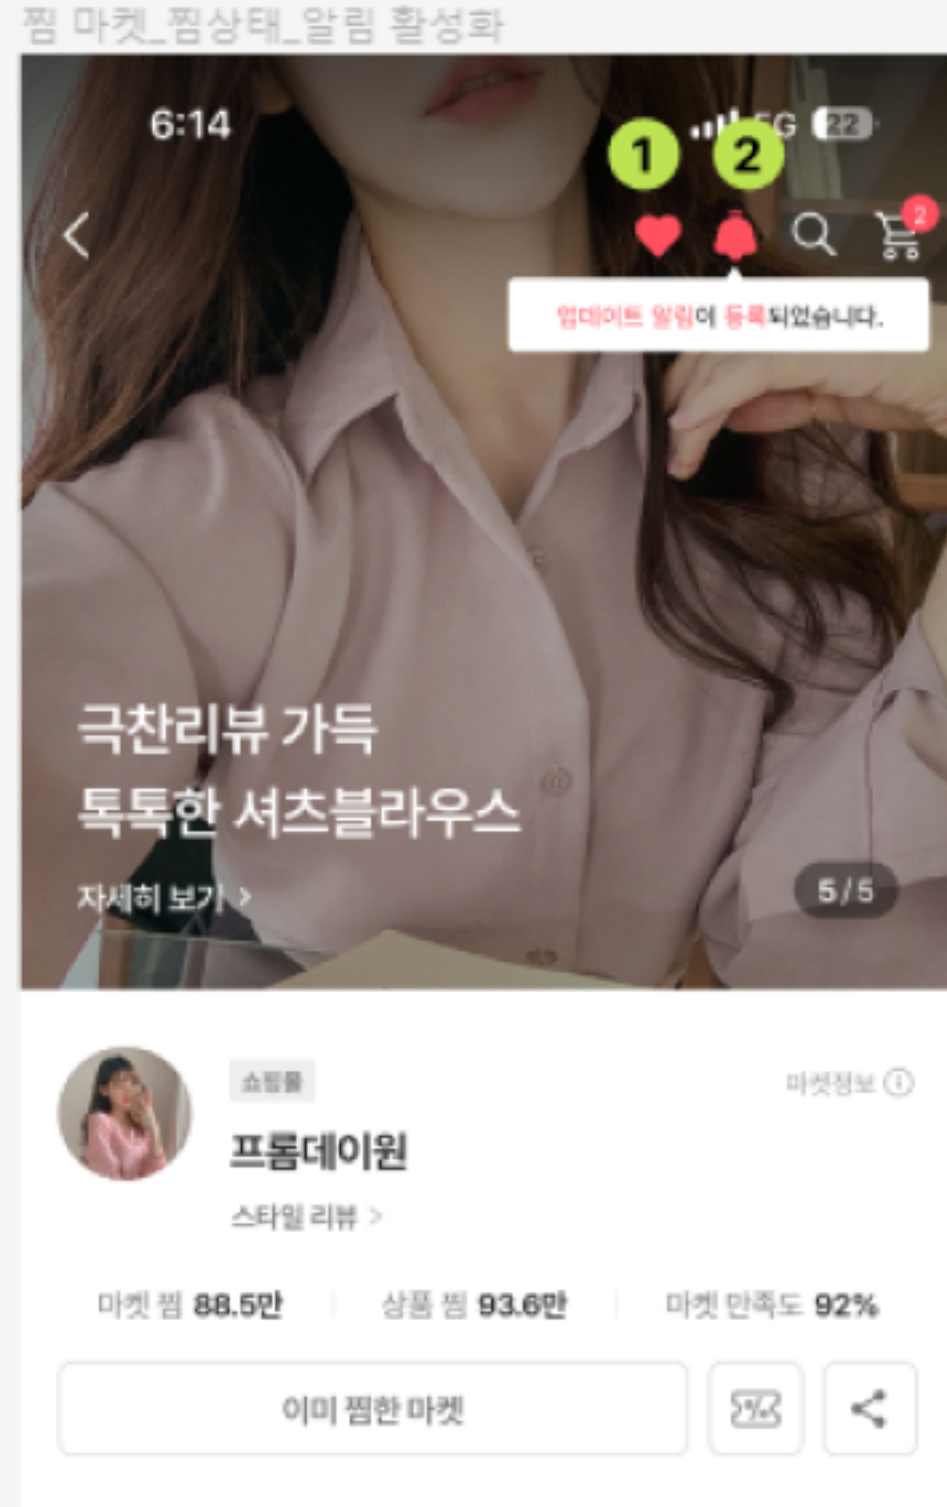 찜 마켓_찜상태_알림 활성화
6:14
5G
22
1
2
2
업데이트 알림이 등록되었습니다.
극찬리뷰 가득
톡톡한 셔츠블라우스
자세히 보기 >
5/5
쇼핑몰
마켓정보
프롬데이원
스타일 리뷰 >
마켓 찜 88.5만
상품 찜 93.6만
마켓 만족도 92%
이미 찜한 마켓
%